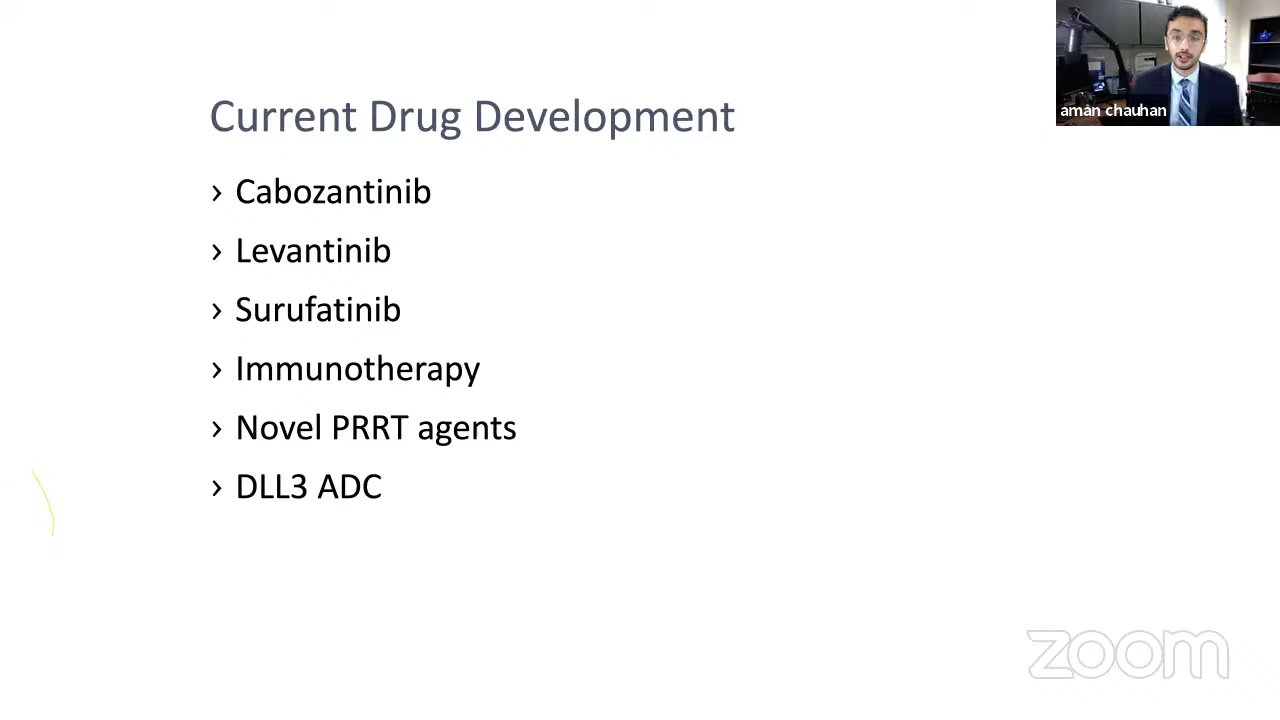 aman chauhan
Current Drug Development
› Cabozantinib
› Levantinib
› Surufatinib
› Immunotherapy
› Novel PRRT agents
› DLL3 ADC
zoom